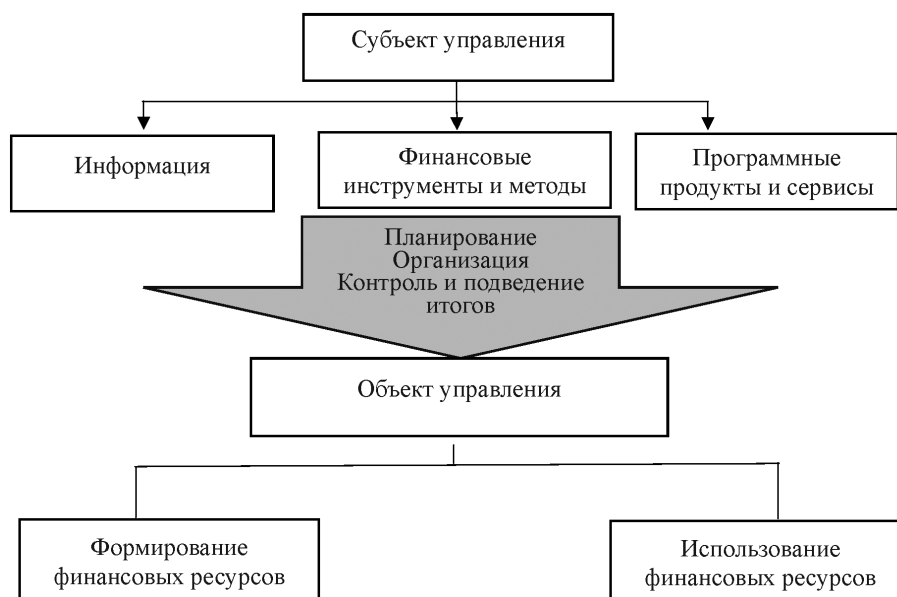 Субъект управления
Информация
Финансовые
инструменты и методы
Программные
продукты и сервисы
Планирование
Организация
Контроль и подведение
итогов
Объект управления
Формирование
финансовых ресурсов
Использование
финансовых ресурсов